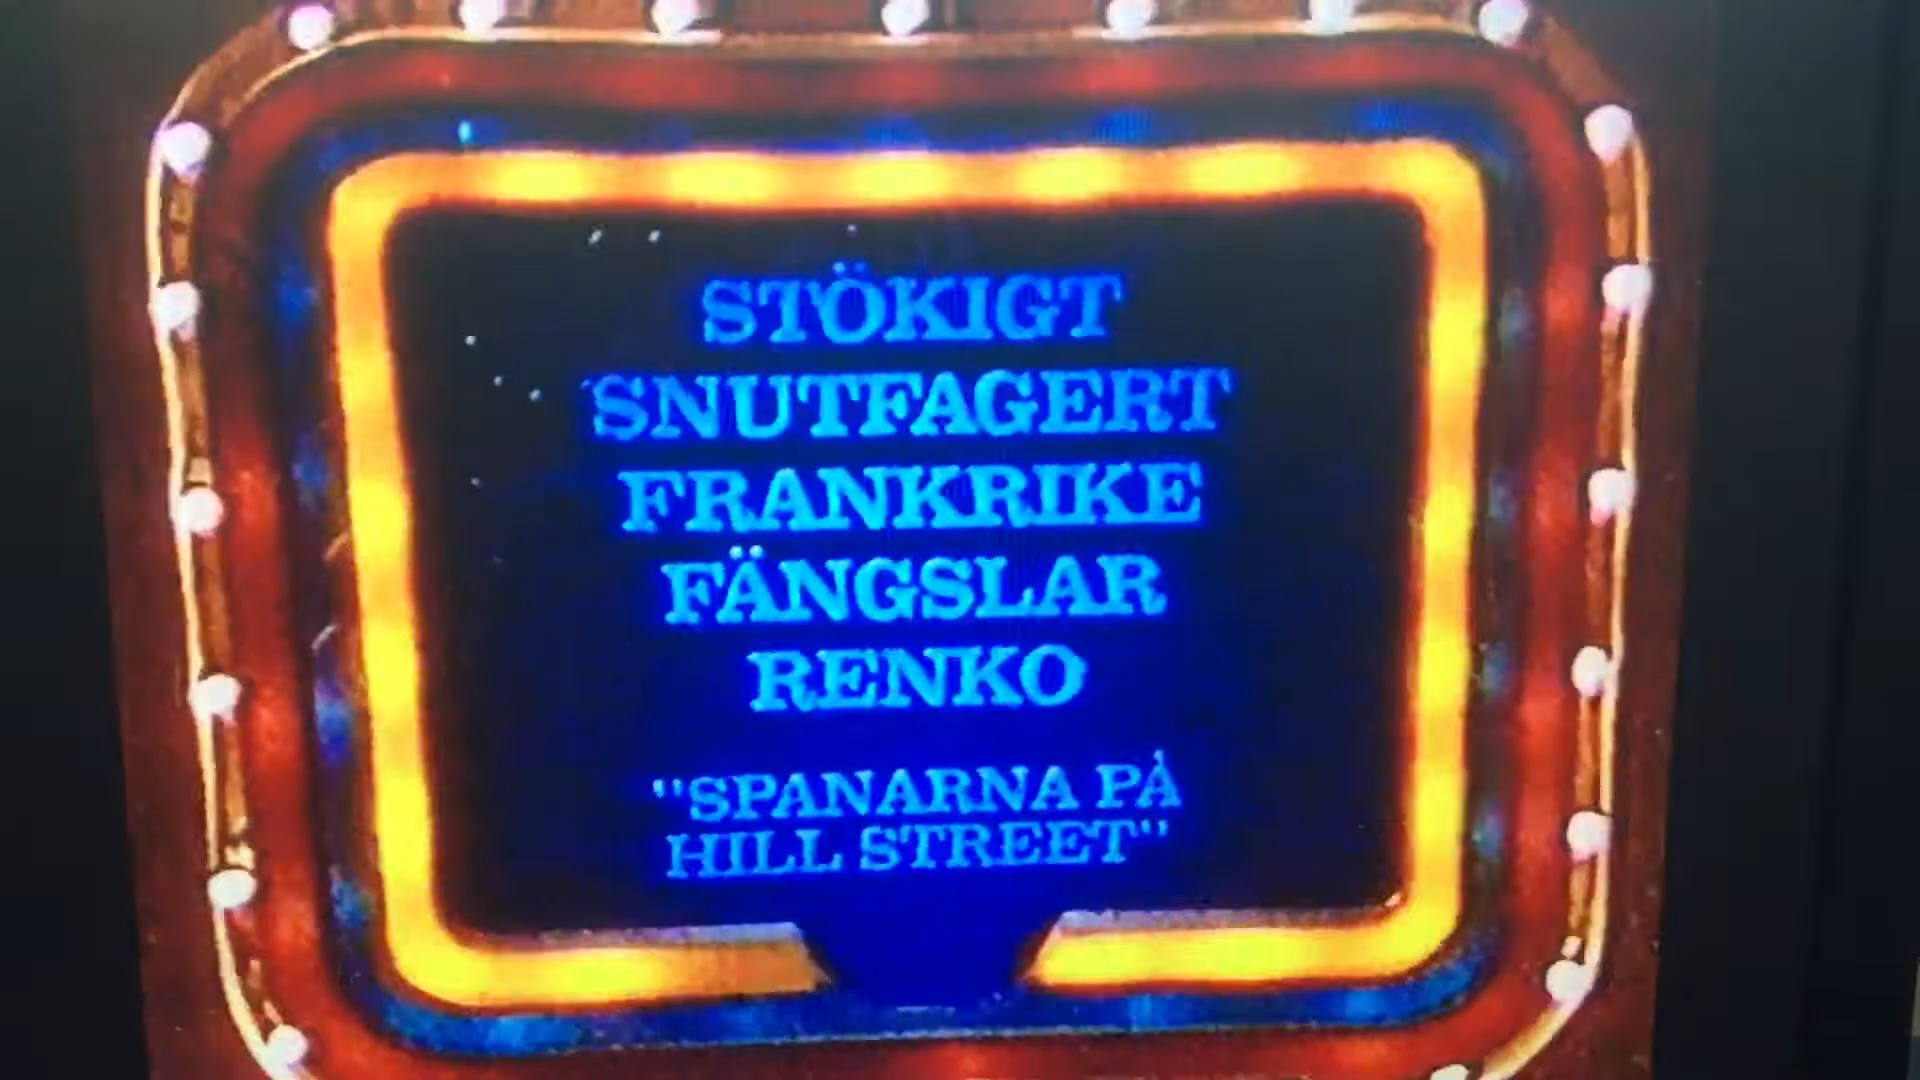 STÖKIGT
SNUTFAGERT
FRANKRIKE
FÄNGSLAR
RENKO
"SPANARNA PÅ
HILL STREET"